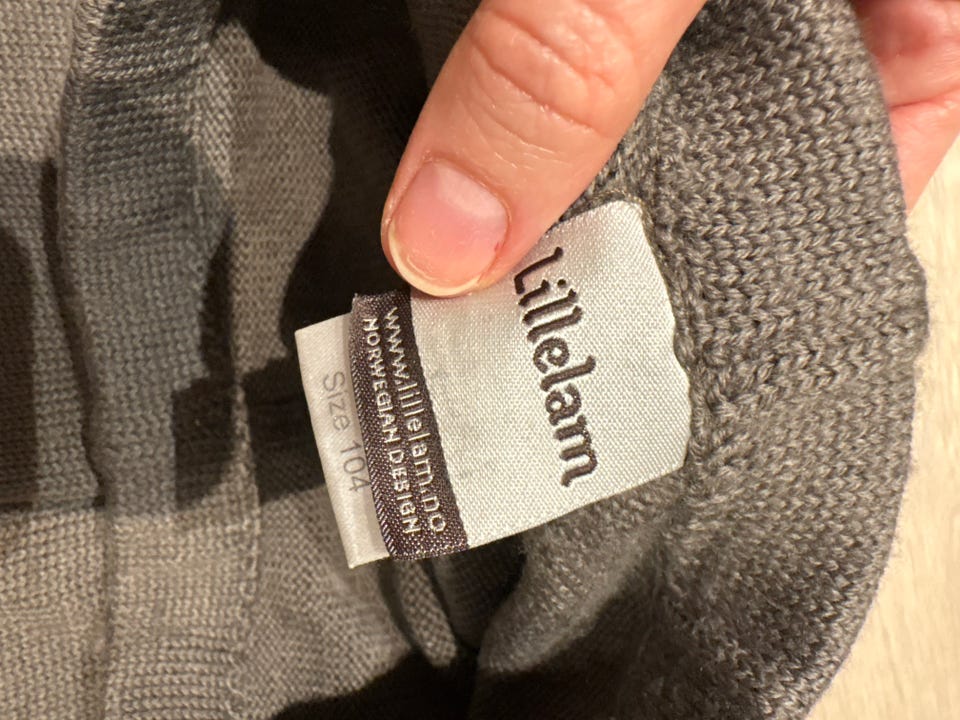 Lillelam
www.lillelam.no
NORWEGIAN DESIGN
Size 104